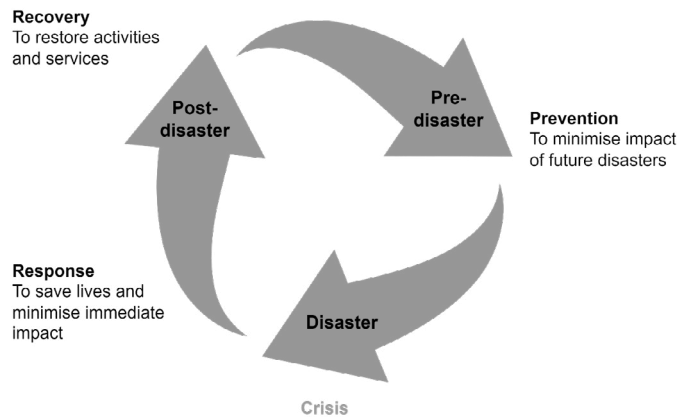 Recovery
To restore activities
and services
Post-
disaster
Pre-
disaster
Prevention
To minimise impact
of future disasters
Response
To save lives and
minimise immediate
impact
Disaster
Crisis